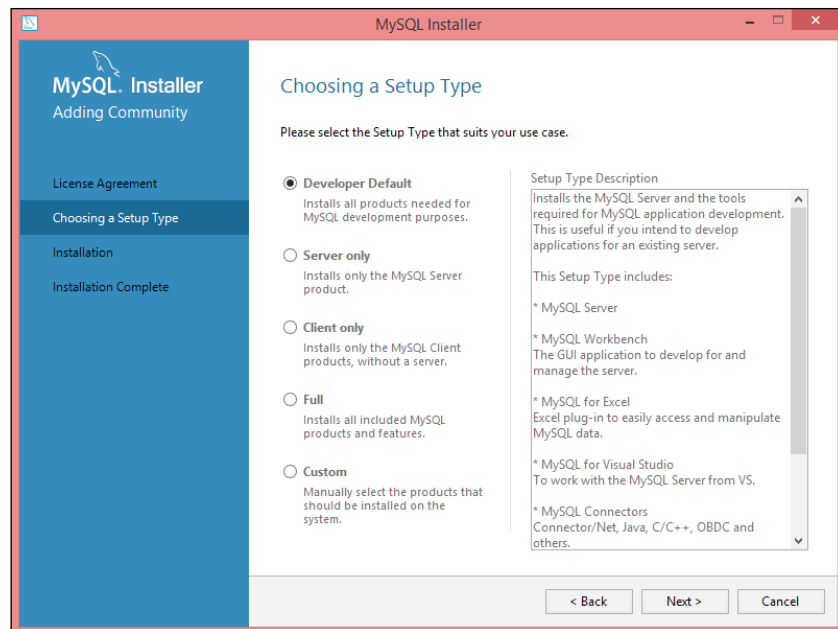 MySQL Installer
MySQL. Installer
Adding Community
License Agreement
Choosing a Setup Type
Installation
Installation Complete
Choosing a Setup Type
Please select the Setup Type that suits your use case.
Developer Default
Installs all products needed for
MySQL development purposes.
Server only
Installs only the MySQL Server
product.
Client only
Installs only the MySQL Client
products, without a server.
Full
Installs all included MySQL
products and features.
Custom
Manually select the products that
should be installed on the
system.
Setup Type Description
Installs the MySQL Server and the tools
required for MySQL application development.
This is useful if you intend to develop
applications for an existing server.
This Setup Type includes:
* MySQL Server
* MySQL Workbench
The GUI application to develop for and
manage the server.
* MySQL for Excel
Excel plug-in to easily access and manipulate
MySQL data.
* MySQL for Visual Studio
To work with the MySQL Server from VS.
* MySQL Connectors
Connector/Net, Java, C/C++, OBDC and
others.
< Back
Next >
Cancel